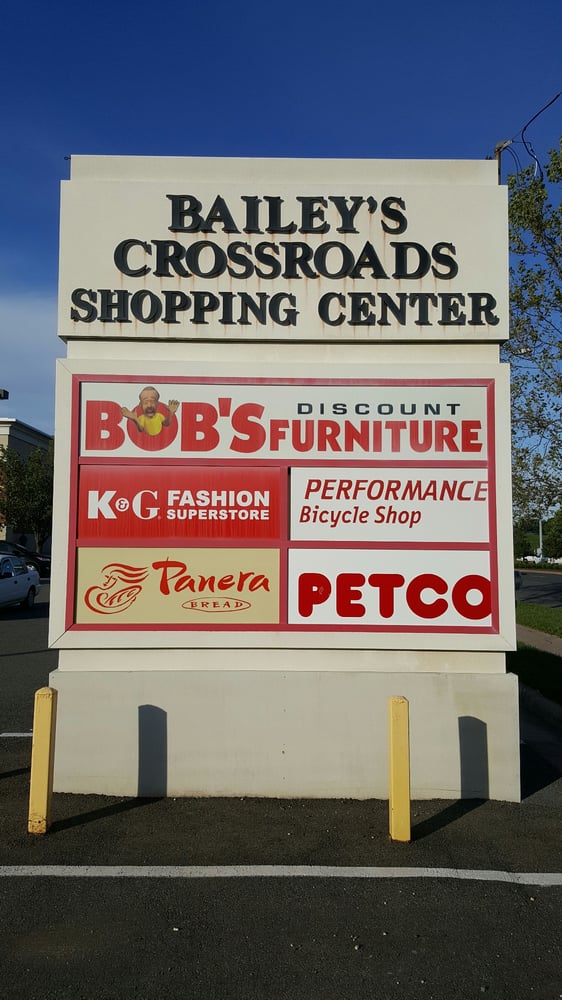 BAILEY'S
CROSSROADS
SHOPPING CENTER
BOB'S DISCOUNT
FURNITURE
K&G FASHION
SUPERSTORE
PERFORMANCE
Bicycle Shop
Panera
BREAD
PETCO